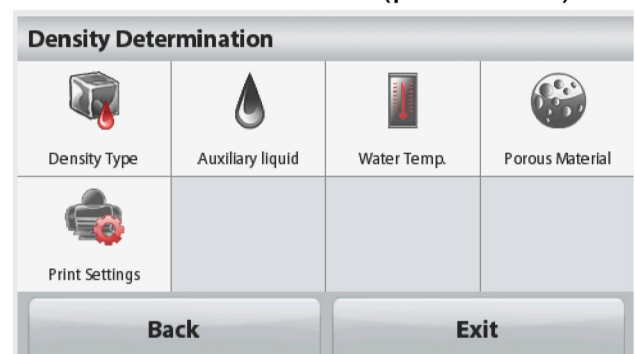 Density Determination
Density Type
Auxiliary liquid
Water Temp.
Porous Material
Print Settings
Back
Exit